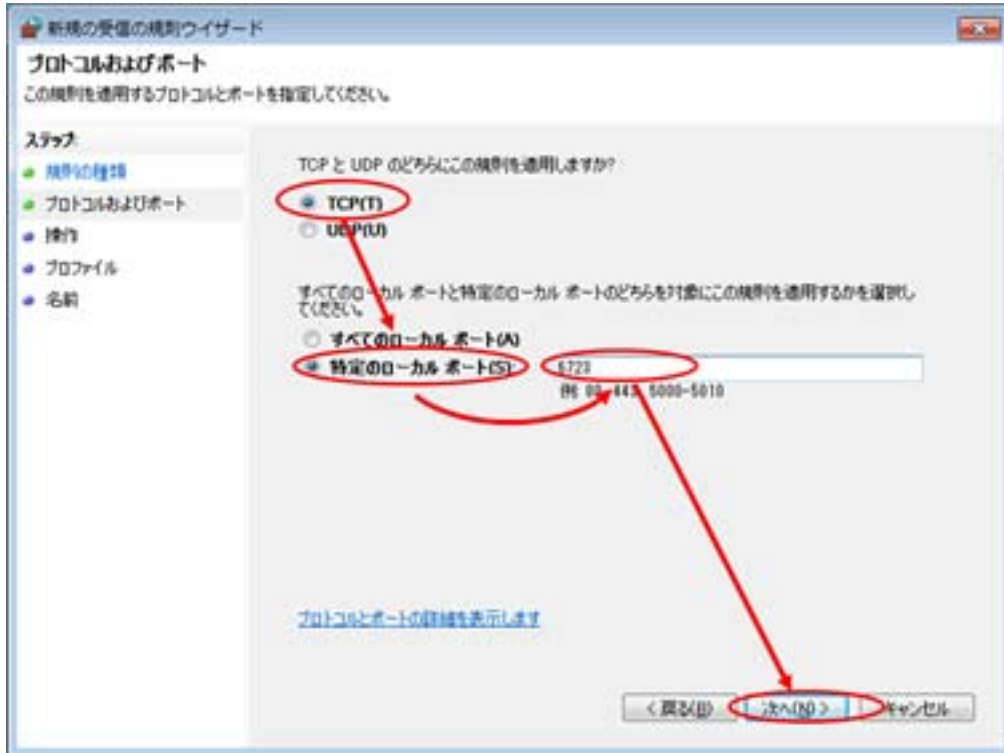 新規の受信の規則ウィザード
プロトコルおよびポート
この規則を適用するプロトコルとポートを指定してください。
ステップ:
規則の種類
プロトコルおよびポート
操作
プロファイル
名前
TCP と UDP のどちらにこの規則を適用しますか?
TCP(T)
UDP(U)
すべてのローカル ポートと特定のローカル ポートのどちらを対象にこの規則を適用するかを選択し
てください。
すべてのローカル ポート(A)
特定のローカル ポート(S):
6723
例: 80、443、5000-5010
プロトコルとポートの詳細を表示します
< 戻る(B)
次へ(N) >
キャンセル